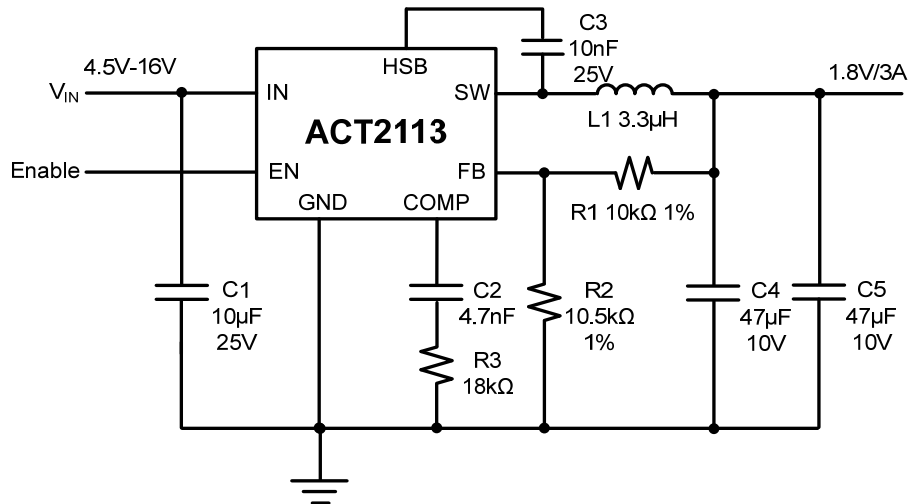 4.5V-16V
VIN
Enable
HSB
IN
SW
ACT2113
EN
FB
GND
COMP
C3
10nF
25V
L1 3.3µH
1.8V/3A
R1 10kΩ 1%
C1
10µF
25V
C2
4.7nF
R3
18kΩ
R2
10.5kΩ
1%
C4
47µF
10V
C5
47µF
10V